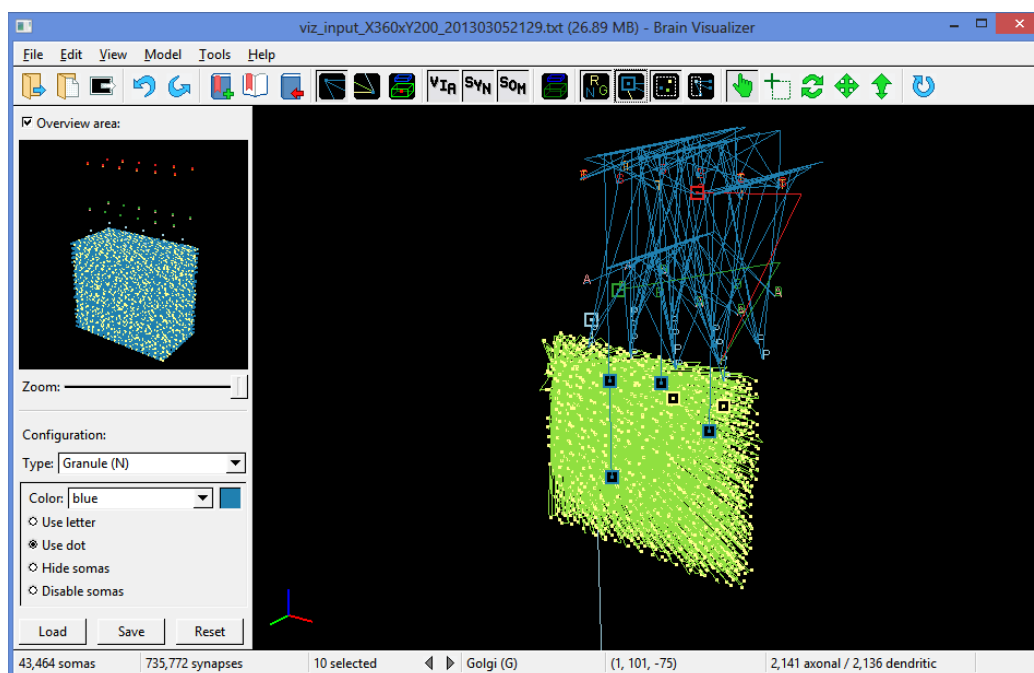 viz_input_X360xY200_201303052129.txt (26.89 MB) - Brain Visualizer
File Edit View Model Tools Help
VIA SYN SOM R N G
Overview area:
Zoom:
Configuration:
Type: Granule (N)
Color: blue
Use letter
Use dot
Hide somas
Disable somas
Load Save Reset
43,464 somas 735,772 synapses 10 selected Golgi (G) (1, 101, -75) 2,141 axonal / 2,136 dendritic